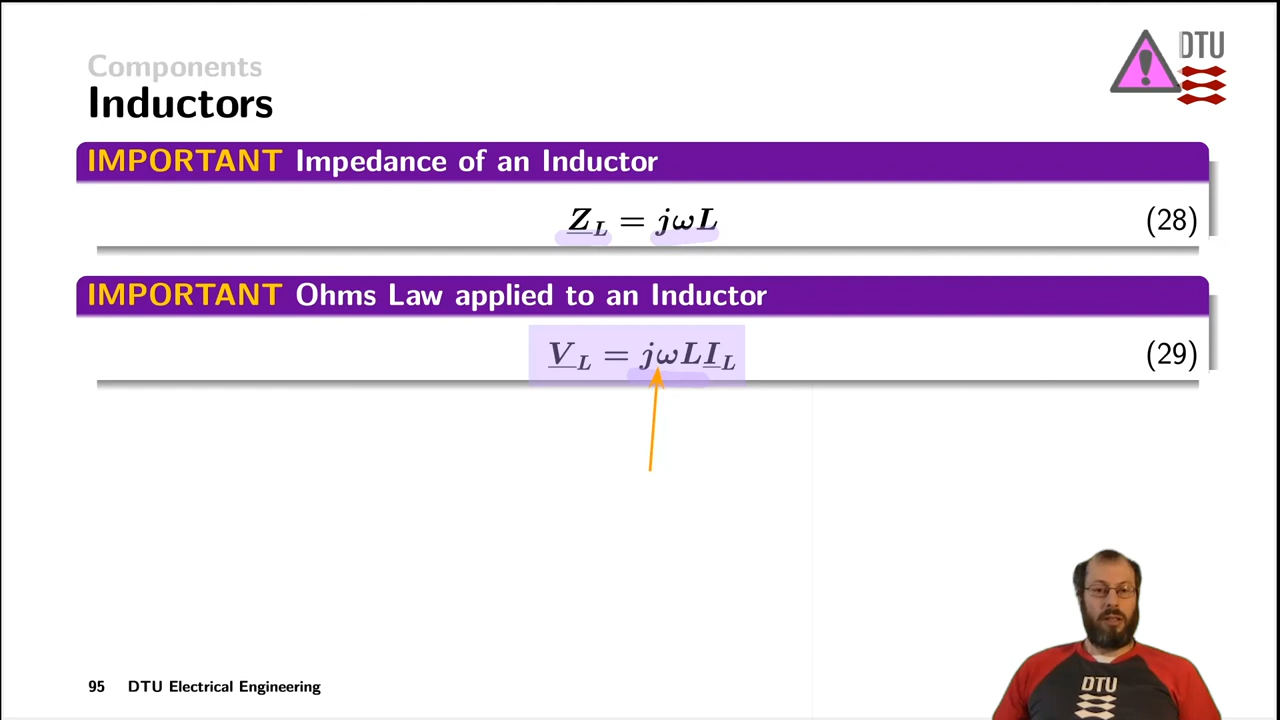 Components
DTU
Inductors
IMPORTANT Impedance of an Inductor
Z_L = jωL (28)
IMPORTANT Ohms Law applied to an Inductor
V_L = jωLI_L (29)
DTU
95 DTU Electrical Engineering